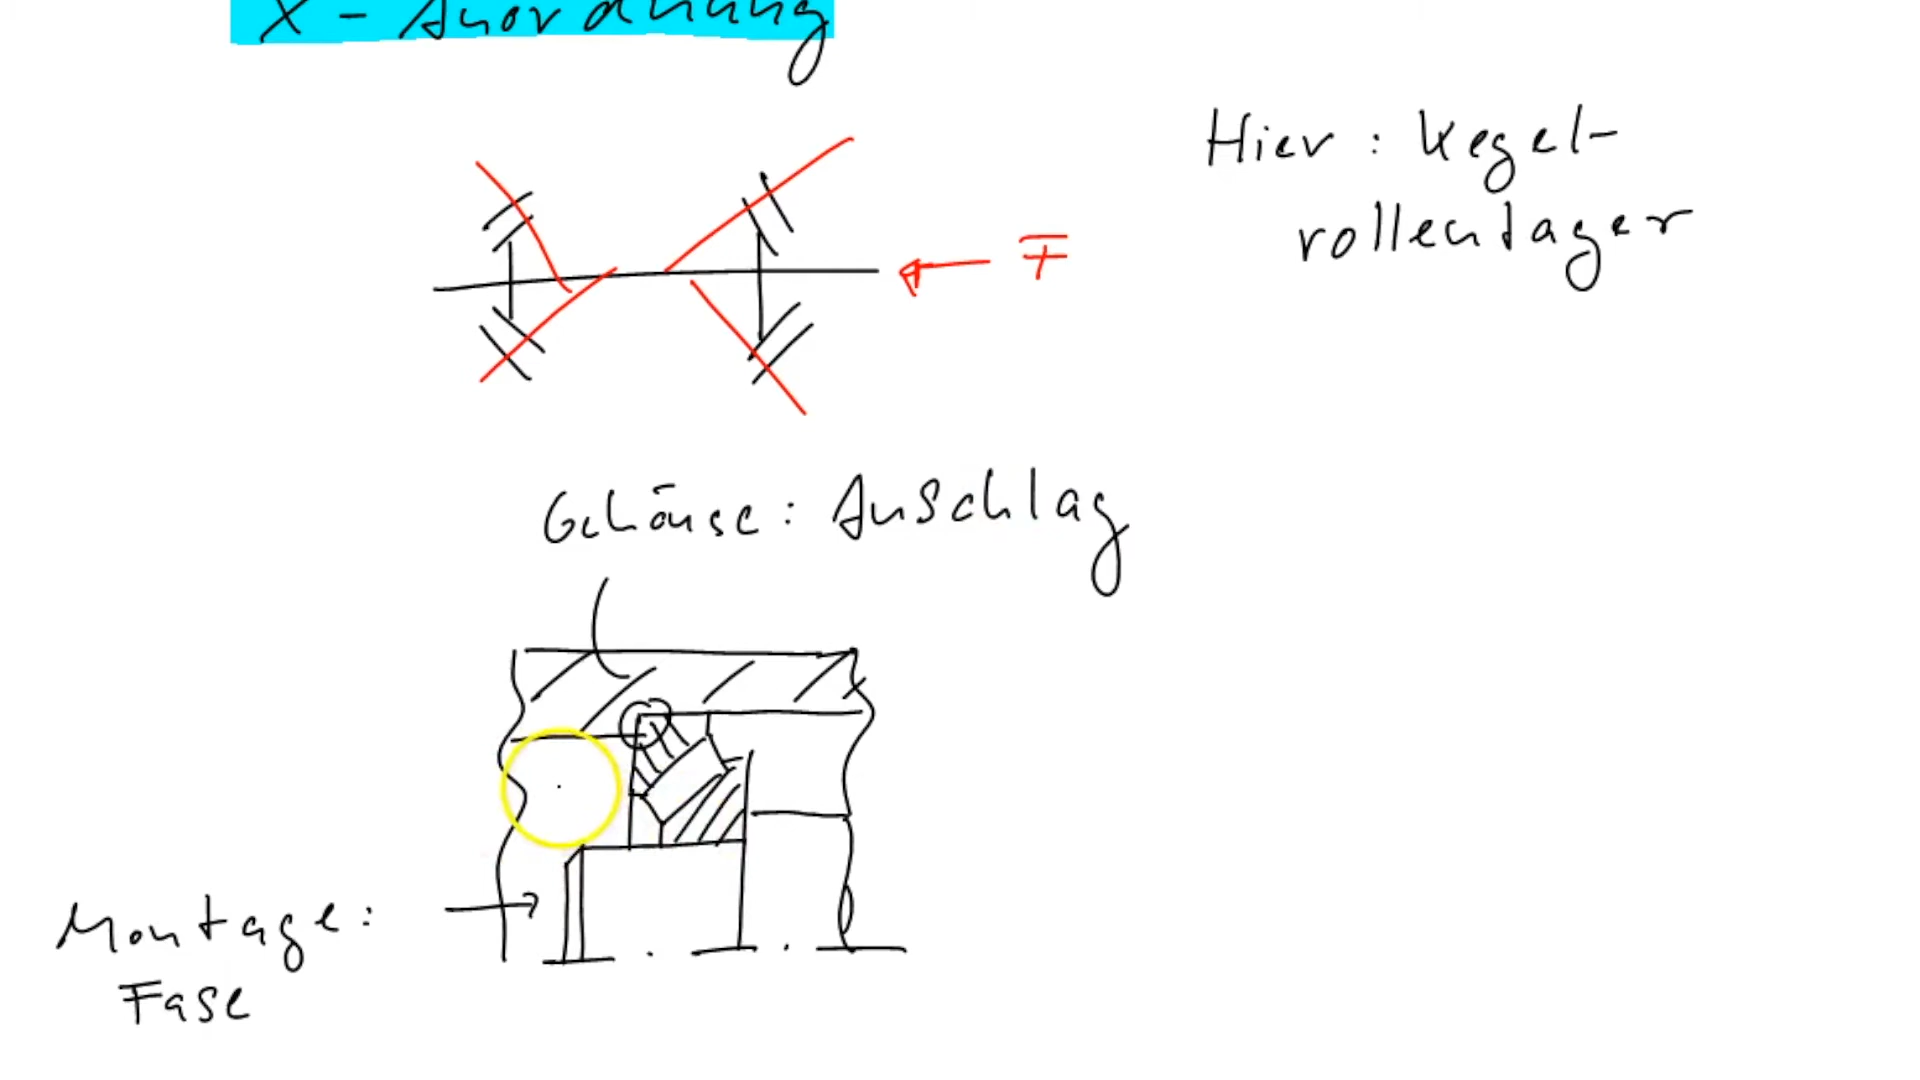 X - Anordnung
Hier : Kegel-
rollenlager
F
Gehäuse : Anschlag
Montage :
Fase